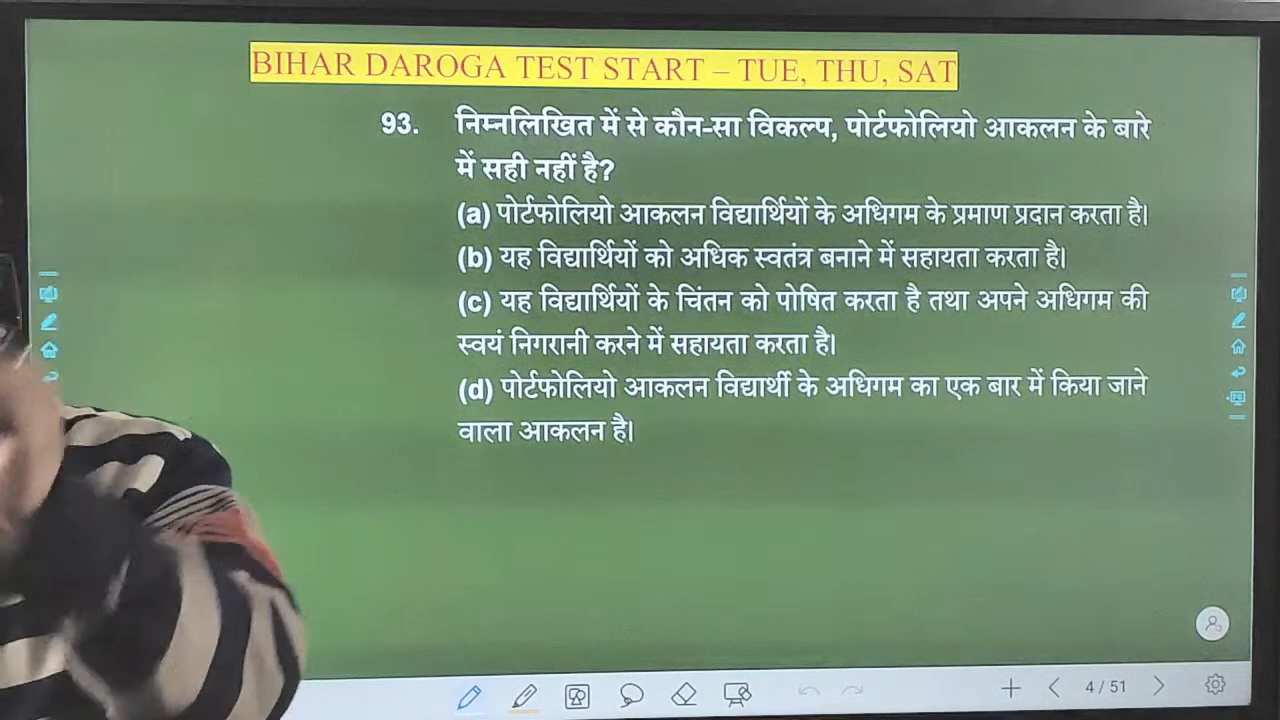 BIHAR DAROGA TEST START – TUE, THU, SAT
93. निम्नलिखित में से कौन-सा विकल्प, पोर्टफोलियो आकलन के बारे
में सही नहीं है?
(a) पोर्टफोलियो आकलन विद्यार्थियों के अधिगम के प्रमाण प्रदान करता है।
(b) यह विद्यार्थियों को अधिक स्वतंत्र बनाने में सहायता करता है।
(c) यह विद्यार्थियों के चिंतन को पोषित करता है तथा अपने अधिगम की
स्वयं निगरानी करने में सहायता करता है।
(d) पोर्टफोलियो आकलन विद्यार्थी के अधिगम का एक बार में किया जाने
वाला आकलन है।
4 / 51